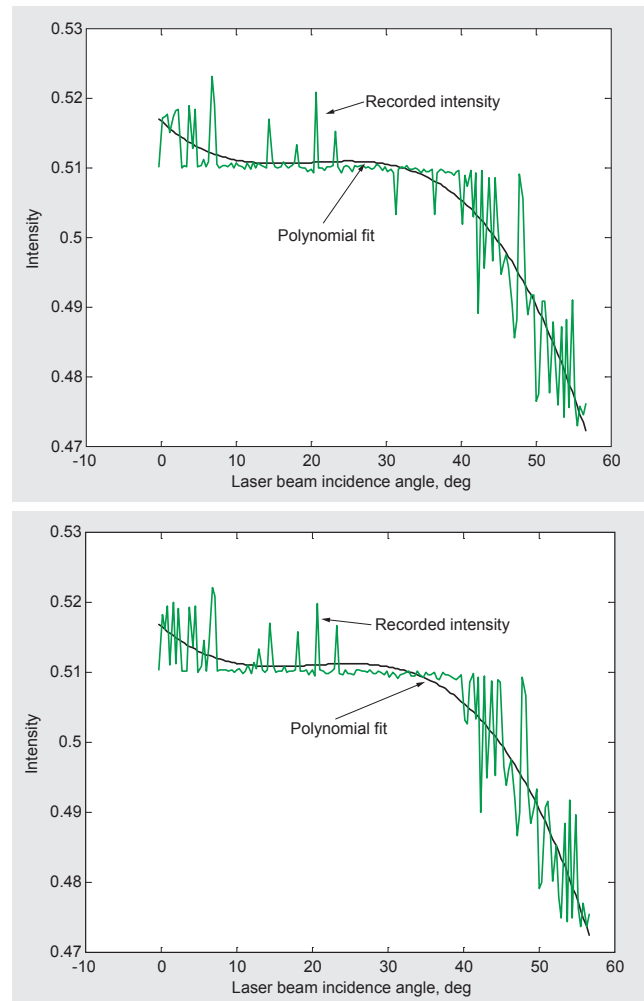 0.53
0.52
0.51
0.5
0.49
0.48
0.47
Intensity
Recorded intensity
Polynomial fit
-10 0 10 20 30 40 50 60
Laser beam incidence angle, deg
0.53
0.52
0.51
0.5
0.49
0.48
0.47
Intensity
Recorded intensity
Polynomial fit
-10 0 10 20 30 40 50 60
Laser beam incidence angle, deg